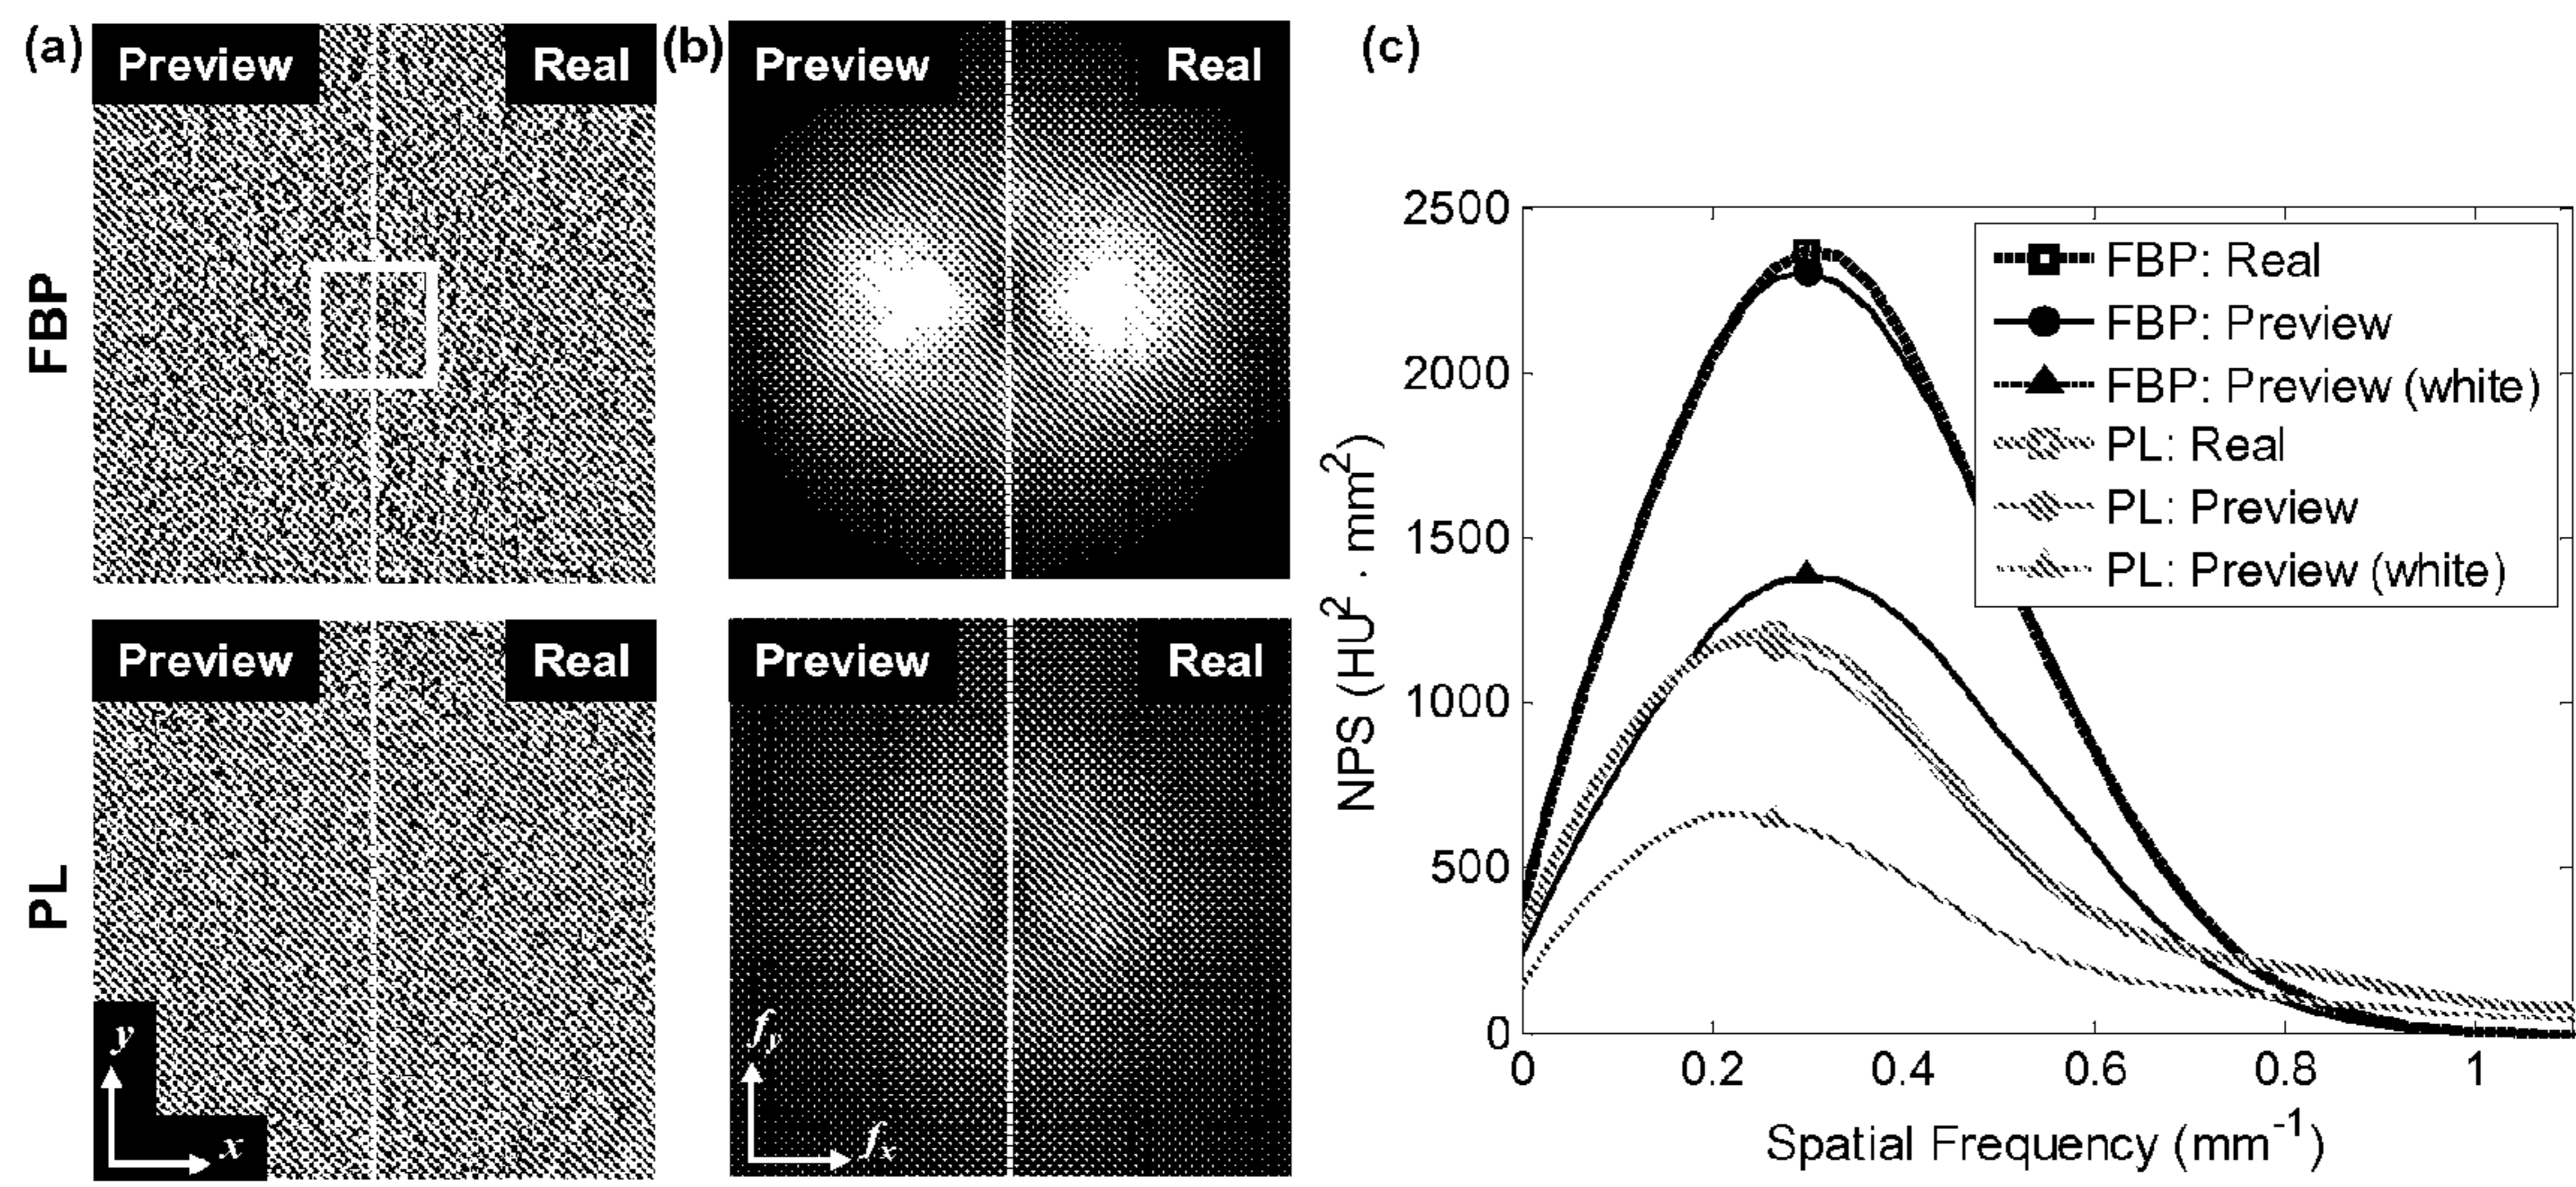 (a)
Preview
Real
(b)
Preview
Real
(c)
FBP
Preview
Real
Preview
Real
PL
y
x
f_y
f_x
2500
2000
1500
1000
500
0
0
0.2
0.4
0.6
0.8
1
NPS (HU² · mm²)
Spatial Frequency (mm⁻¹)
FBP: Real
FBP: Preview
FBP: Preview (white)
PL: Real
PL: Preview
PL: Preview (white)